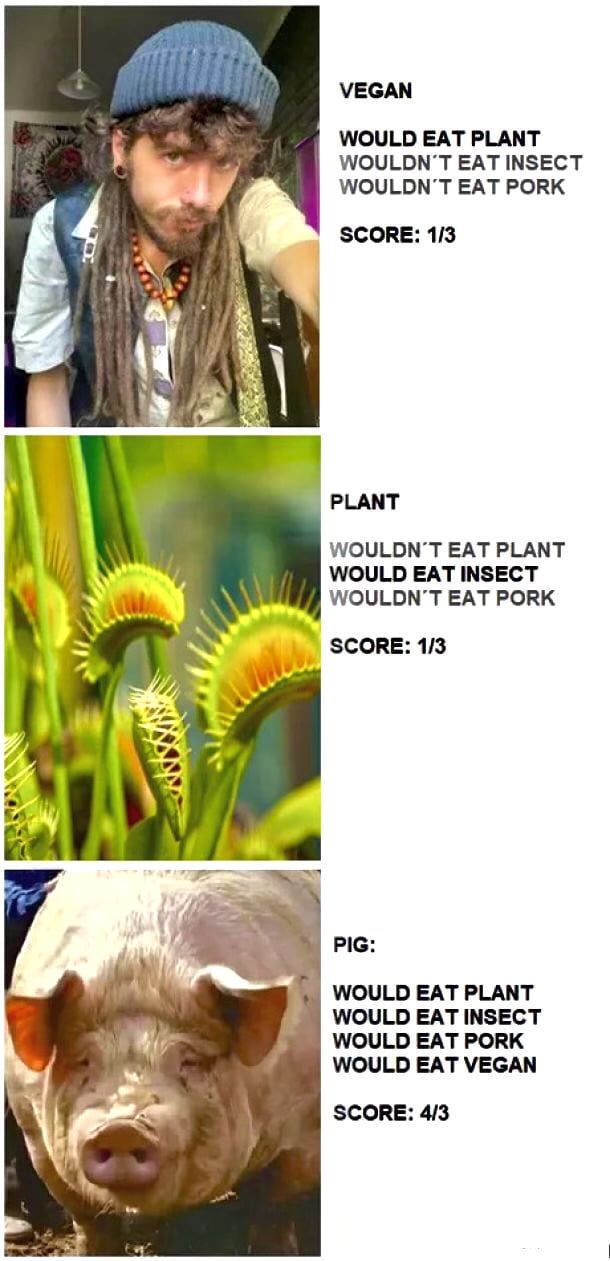 VEGAN
WOULD EAT PLANT
WOULDN´T EAT INSECT
WOULDN´T EAT PORK
SCORE: 1/3
PLANT
WOULDN´T EAT PLANT
WOULD EAT INSECT
WOULDN´T EAT PORK
SCORE: 1/3
PIG:
WOULD EAT PLANT
WOULD EAT INSECT
WOULD EAT PORK
WOULD EAT VEGAN
SCORE: 4/3